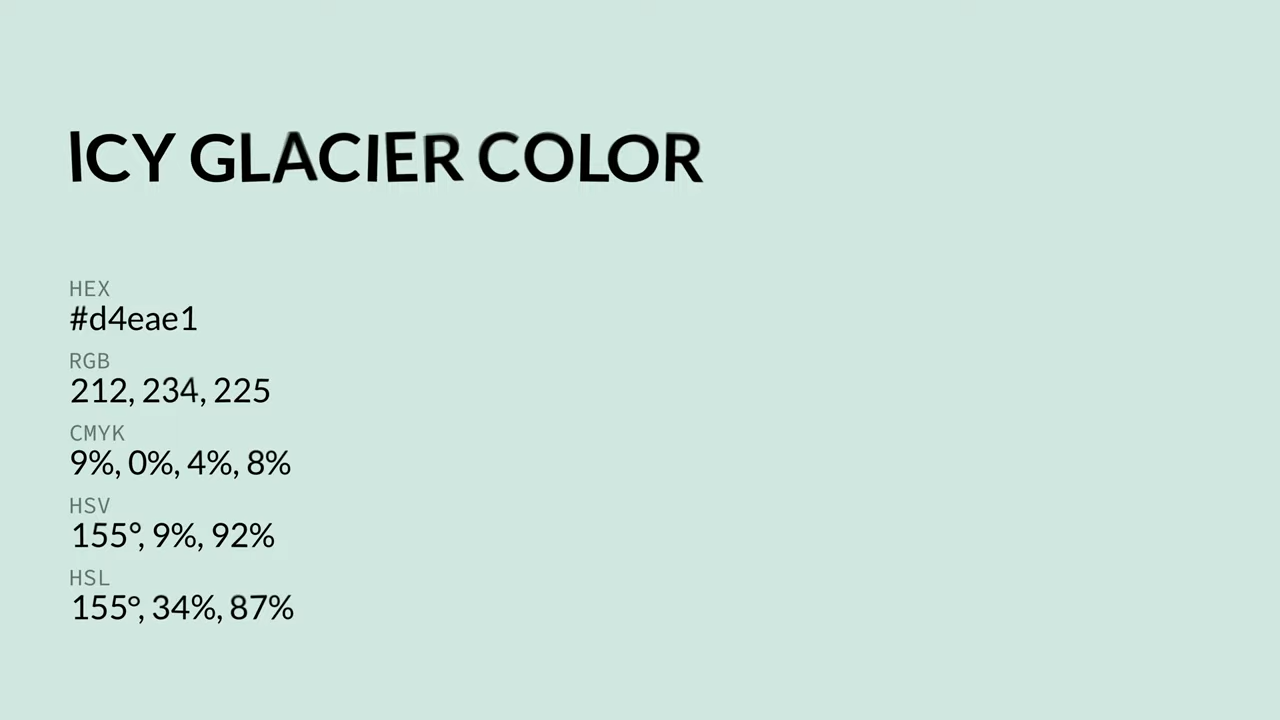 ICY GLACIER COLOR
HEX
#d4eae1
RGB
212, 234, 225
CMYK
9%, 0%, 4%, 8%
HSV
155°, 9%, 92%
HSL
155°, 34%, 87%